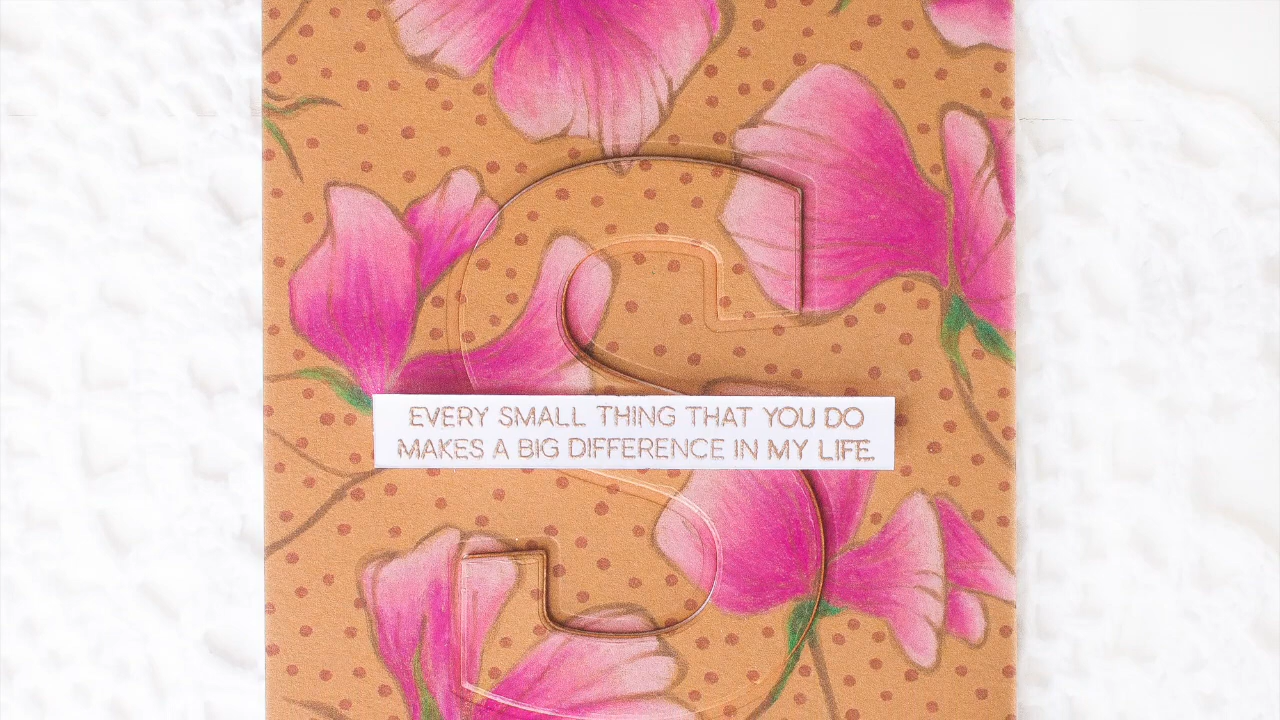 S
EVERY SMALL THING THAT YOU DO
MAKES A BIG DIFFERENCE IN MY LIFE.